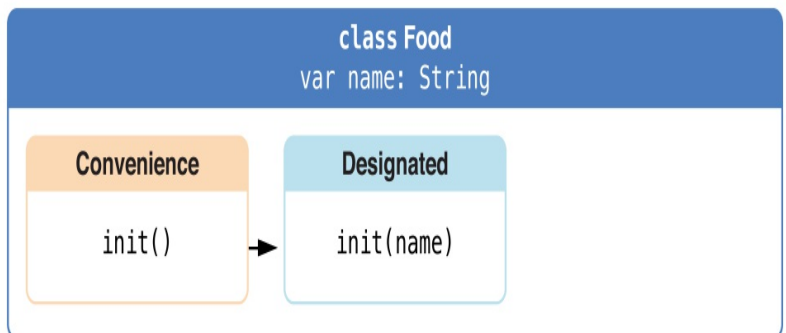 class Food
var name: String
Convenience
init()
Designated
init(name)